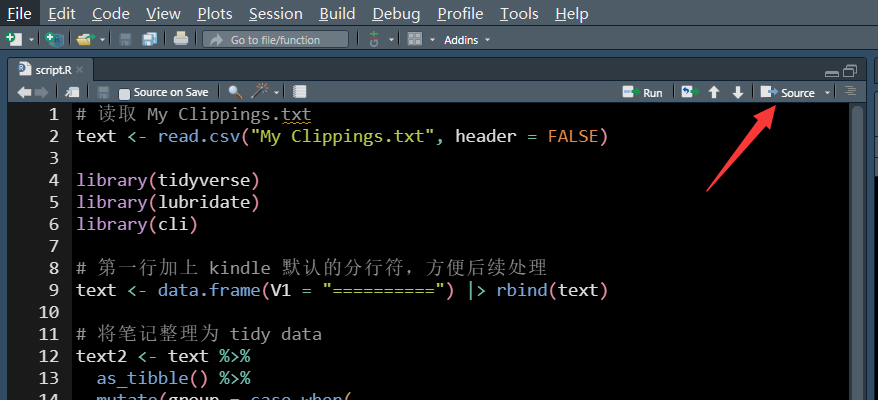 File Edit Code View Plots Session Build Debug Profile Tools Help
Go to file/function Addins
script.R
Source on Save Run Source
1 # 读取 My Clippings.txt
2 text <- read.csv("My Clippings.txt", header = FALSE)
3
4 library(tidyverse)
5 library(lubridate)
6 library(cli)
7
8 # 第一行加上 kindle 默认的分行符，方便后续处理
9 text <- data.frame(V1 = "==========") |> rbind(text)
10
11 # 将笔记整理为 tidy data
12 text2 <- text %>%
13 as_tibble() %>%
14 mutate(group = case_when(